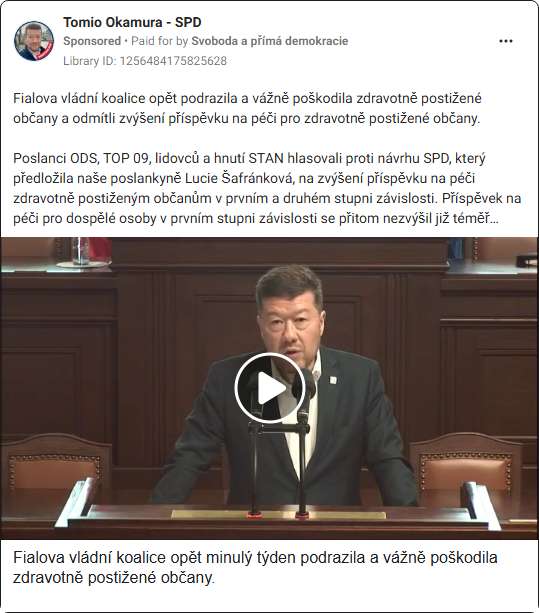 Tomio Okamura - SPD
Sponsored • Paid for by Svoboda a přímá demokracie
Library ID: 1256484175825628
Fialova vládní koalice opět podrazila a vážně poškodila zdravotně postižené
občany a odmítli zvýšení příspěvku na péči pro zdravotně postižené občany.
Poslanci ODS, TOP 09, lidovců a hnutí STAN hlasovali proti návrhu SPD, který
předložila naše poslankyně Lucie Šafránková, na zvýšení příspěvku na péči
zdravotně postiženým občanům v prvním a druhém stupni závislosti. Příspěvek na
péči pro dospělé osoby v prvním stupni závislosti se přitom nezvýšil již téměř...
Fialova vládní koalice opět minulý týden podrazila a vážně poškodila
zdravotně postižené občany.